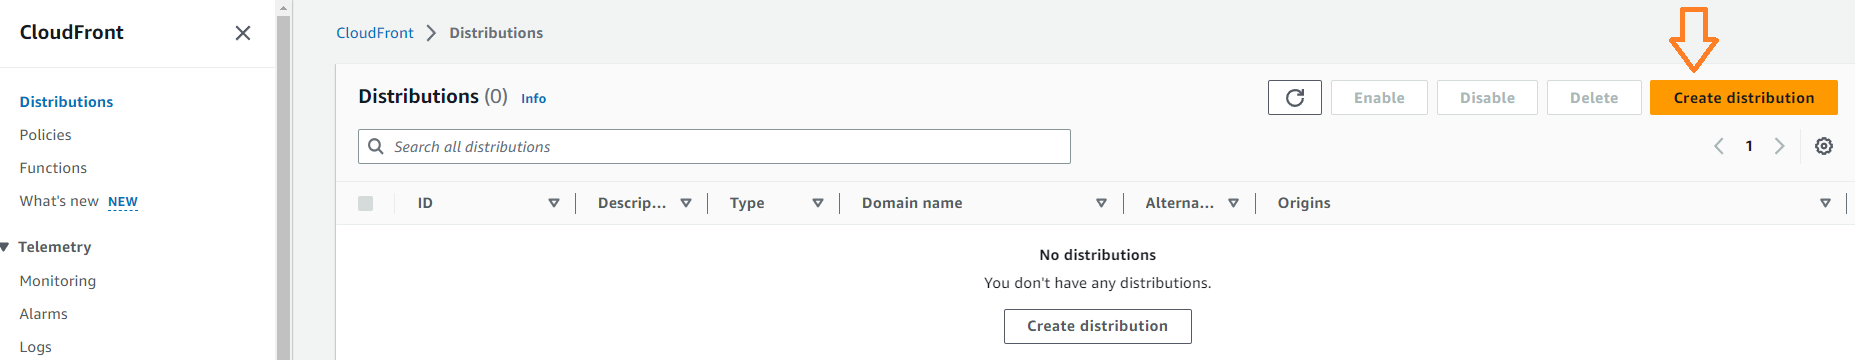 CloudFront
Distributions
Policies
Functions
What's new NEW
Telemetry
Monitoring
Alarms
Logs
CloudFront > Distributions
Distributions (0) Info
Enable Disable Delete Create distribution
Search all distributions
1
ID Descrip... Type Domain name Alterna... Origins
No distributions
You don't have any distributions.
Create distribution